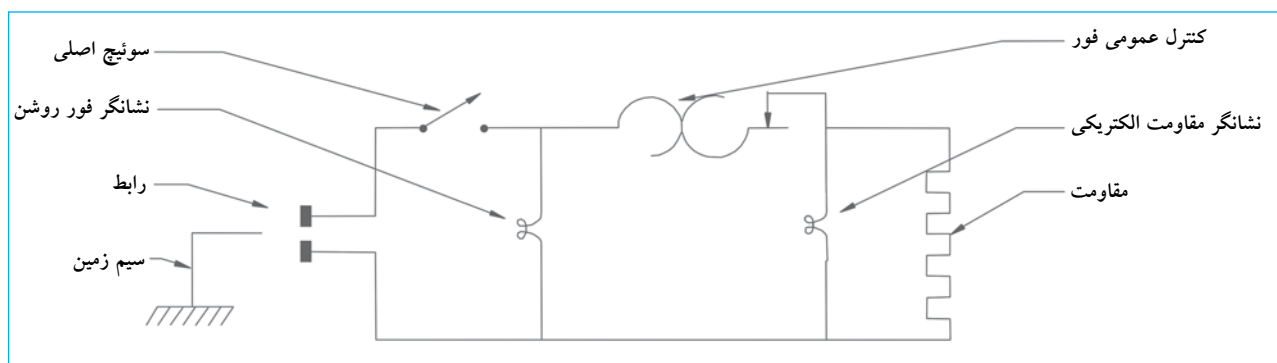 کنترل عمومی فور
سوئیچ اصلی
نشانگر فور روشن
نشانگر مقاومت الکتریکی
رابط
مقاومت
سیم زمین